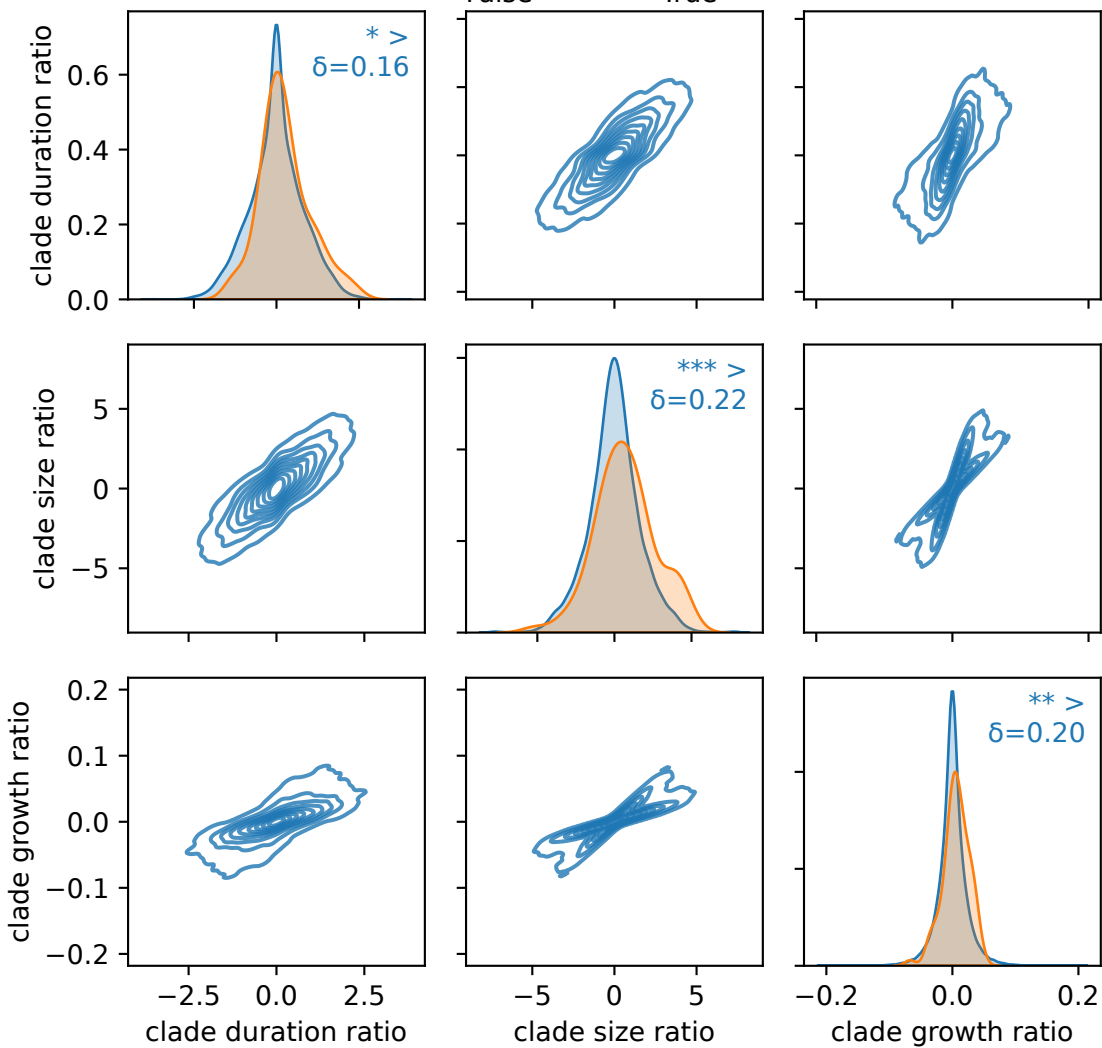 False True
clade duration ratio
0.6
0.4
0.2
0.0
* >
δ=0.16
clade size ratio
5
0
−5
*** >
δ=0.22
clade growth ratio
0.2
0.1
0.0
−0.1
−0.2
** >
δ=0.20
−2.5 0.0 2.5
−5 0 5
−0.2 0.0 0.2
clade duration ratio
clade size ratio
clade growth ratio